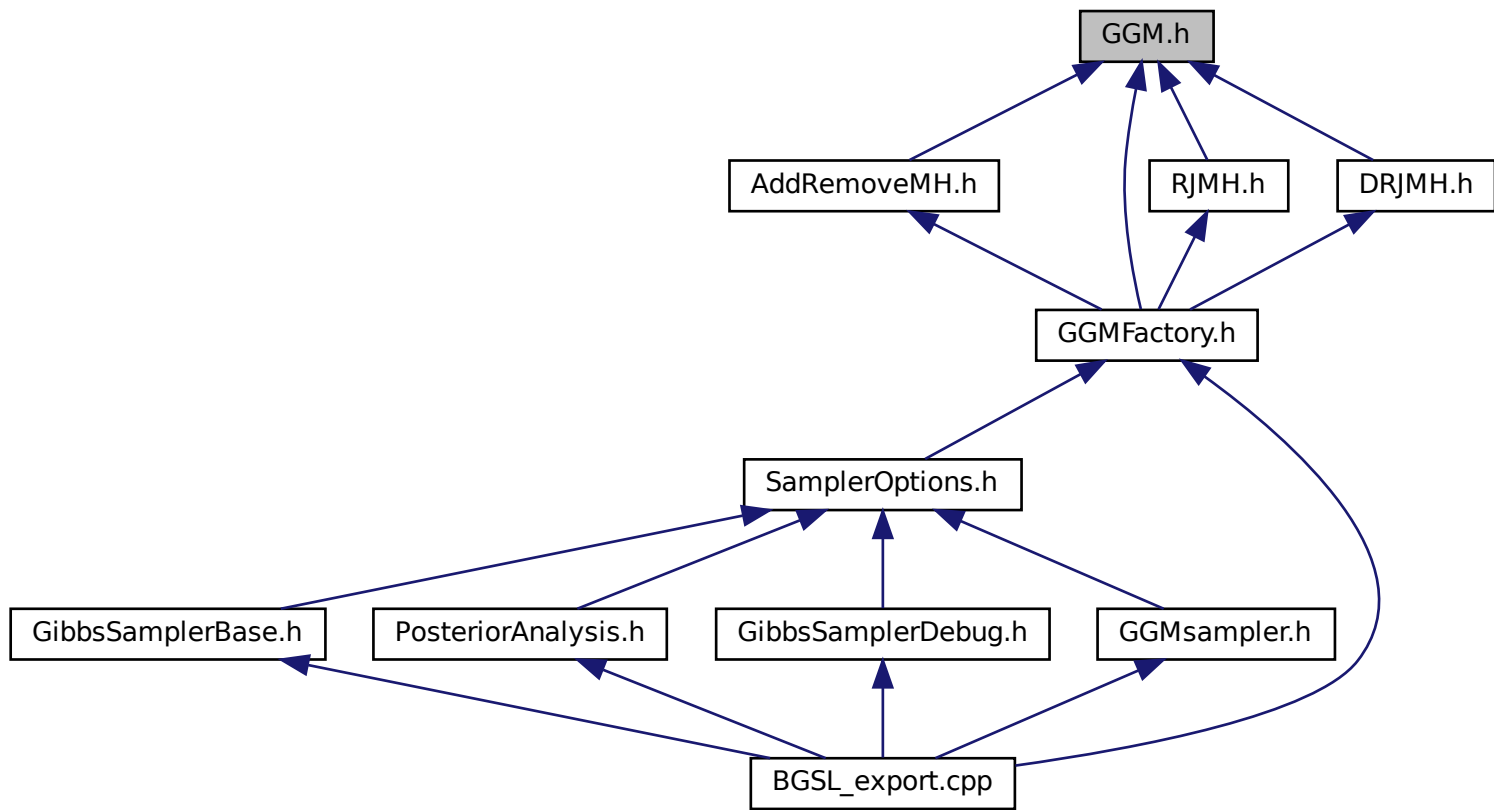 GGM.h
AddRemoveMH.h
RJMH.h
DRJMH.h
GGMFactory.h
SamplerOptions.h
GibbsSamplerBase.h
PosteriorAnalysis.h
GibbsSamplerDebug.h
GGMsampler.h
BGSL_export.cpp